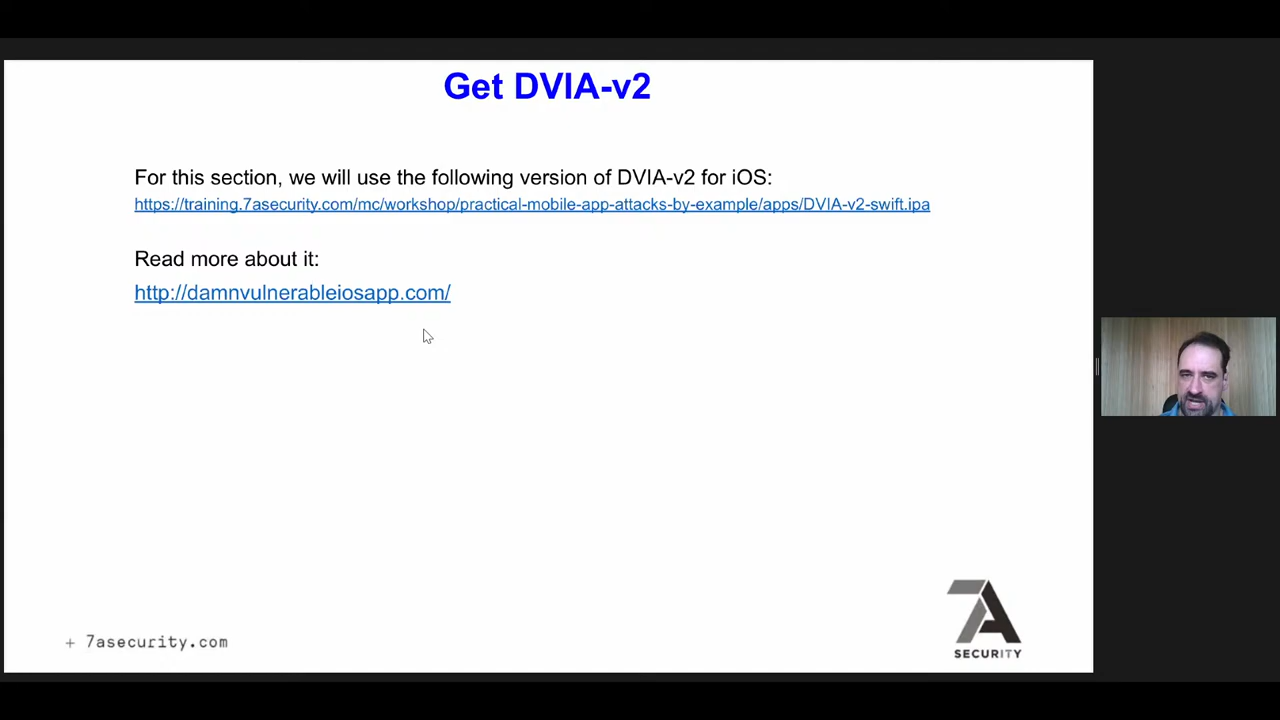 Get DVIA-v2
For this section, we will use the following version of DVIA-v2 for iOS:
https://training.7asecurity.com/mc/workshop/practical-mobile-app-attacks-by-example/apps/DVIA-v2-swift.ipa
Read more about it:
http://damnvulnerableiosapp.com/
+ 7asecurity.com
7A
SECURITY